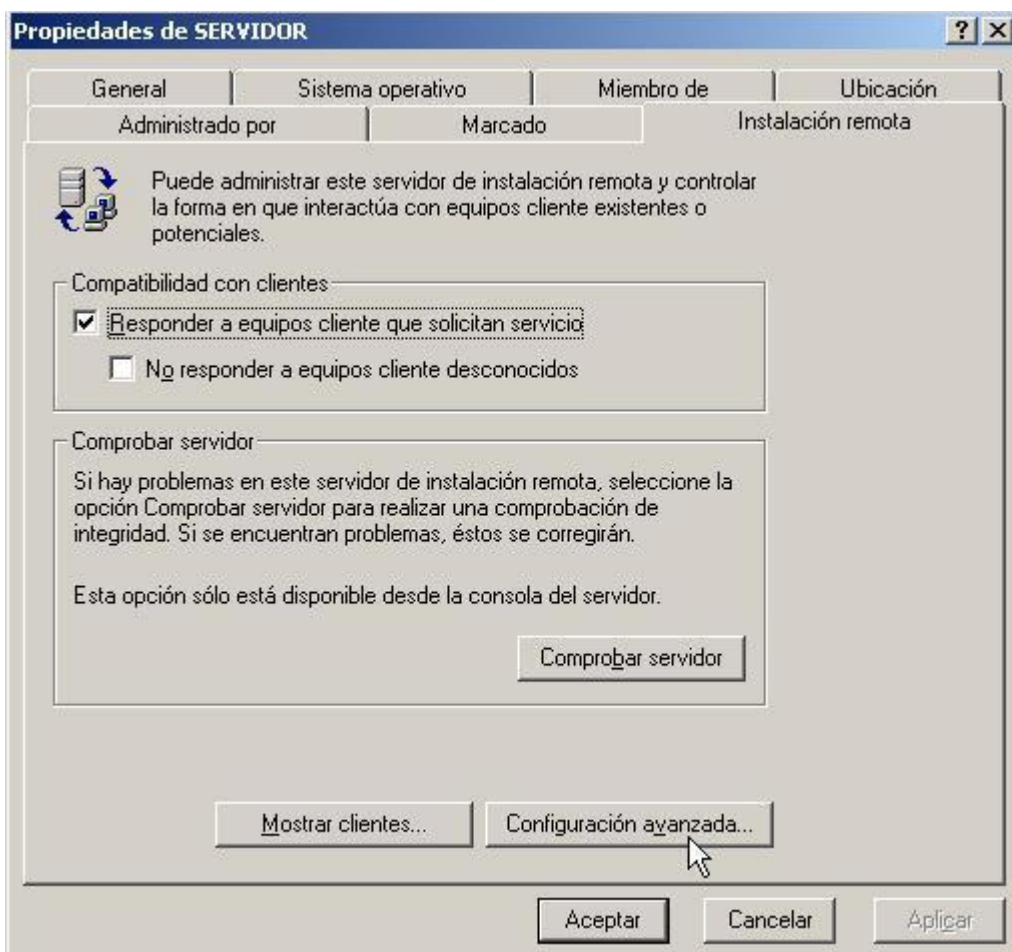 Propiedades de SERVIDOR
General
Sistema operativo
Miembro de
Ubicación
Administrado por
Marcado
Instalación remota
Puede administrar este servidor de instalación remota y controlar
la forma en que interactúa con equipos cliente existentes o
potenciales.
Compatibilidad con clientes
Responder a equipos cliente que solicitan servicio
No responder a equipos cliente desconocidos
Comprobar servidor
Si hay problemas en este servidor de instalación remota, seleccione la
opción Comprobar servidor para realizar una comprobación de
integridad. Si se encuentran problemas, éstos se corregirán.
Esta opción sólo está disponible desde la consola del servidor.
Comprobar servidor
Mostrar clientes...
Configuración avanzada...
Aceptar
Cancelar
Aplicar